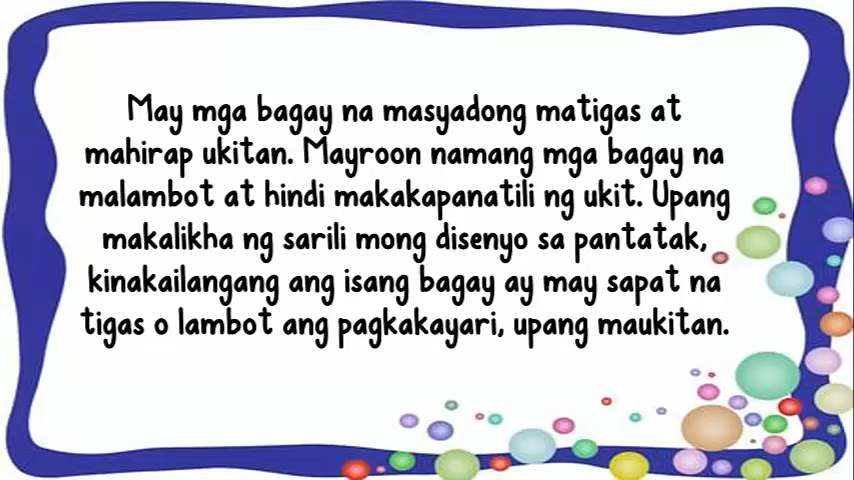 May mga bagay na masyadong matigas at
mahirap ukitan. Mayroon namang mga bagay na
malambot at hindi makakapanatili ng ukit. Upang
makalikha ng sarili mong disenyo sa pantatak,
kinakailangang ang isang bagay ay may sapat na
tigas o lambot ang pagkakayari, upang maukitan.